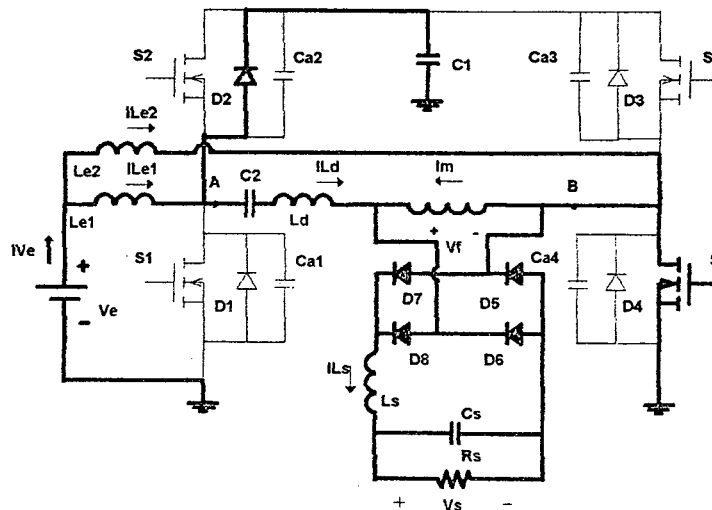 S2
D2
Ca2
C1
Ca3
D3
S
ILe2
Le2
ILe1
Le1
A
C2
Ld
ILd
Im
B
+ Vf -
IVe
+
Ve
-
S1
D1
Ca1
D7
D5
Ca4
D8
D6
D4
S
ILs
Ls
Cs
Rs
+ Vs -